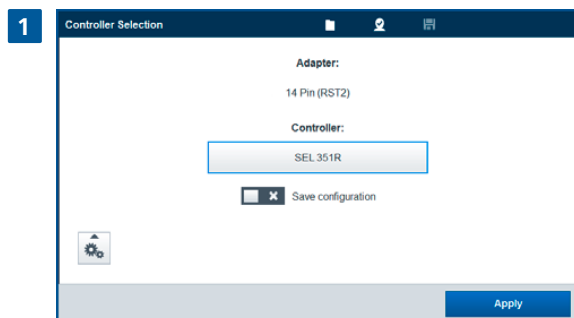 1
Controller Selection
Adapter:
14 Pin (RST2)
Controller:
SEL 351R
Save configuration
Apply